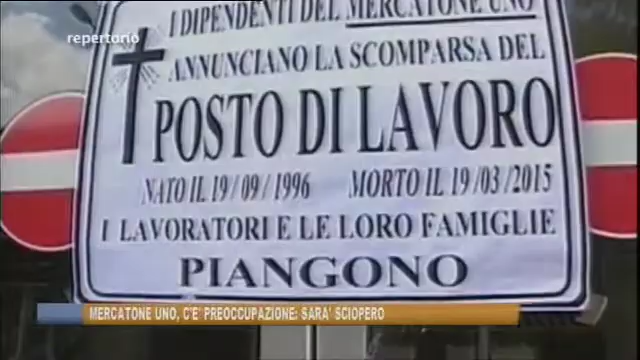 repertorio
I DIPENDENTI DEL MERCATONE UNO
ANNUNCIANO LA SCOMPARSA DEL
POSTO DI LAVORO
NATO IL 19/09/1996 MORTO IL 19/03/2015
I LAVORATORI E LE LORO FAMIGLIE
PIANGONO
MERCATONE UNO, C'E' PREOCCUPAZIONE: SARA' SCIOPERO